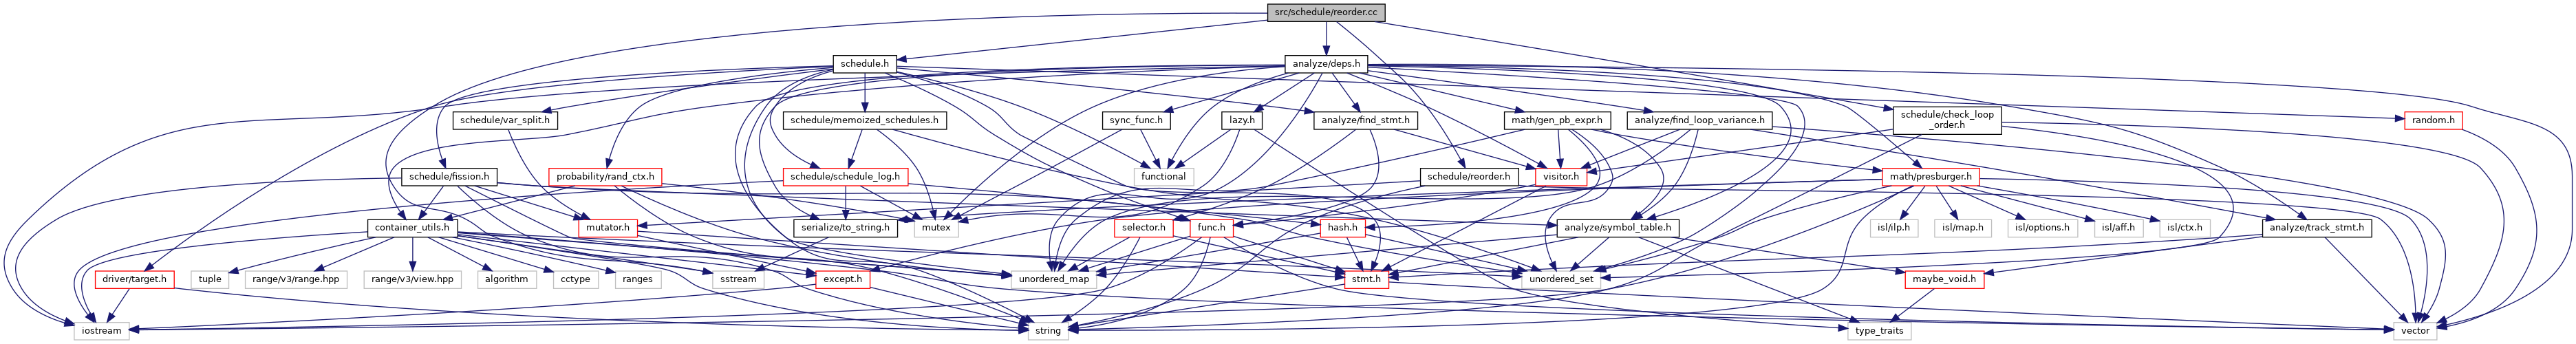 src/schedule/reorder.cc
schedule.h
analyze/deps.h
schedule/var_split.h
schedule/memoized_schedules.h
sync_func.h
lazy.h
analyze/find_stmt.h
math/gen_pb_expr.h
analyze/find_loop_variance.h
schedule/check_loop
_order.h
random.h
schedule/fission.h
probability/rand_ctx.h
schedule/schedule_log.h
functional
visitor.h
schedule/reorder.h
math/presburger.h
container_utils.h
mutator.h
serialize/to_string.h
mutex
selector.h
func.h
hash.h
analyze/symbol_table.h
isl/ilp.h
isl/map.h
isl/options.h
isl/aff.h
isl/ctx.h
analyze/track_stmt.h
driver/target.h
tuple
range/v3/range.hpp
range/v3/view.hpp
algorithm
cctype
ranges
sstream
except.h
unordered_map
stmt.h
unordered_set
maybe_void.h
iostream
string
type_traits
vector